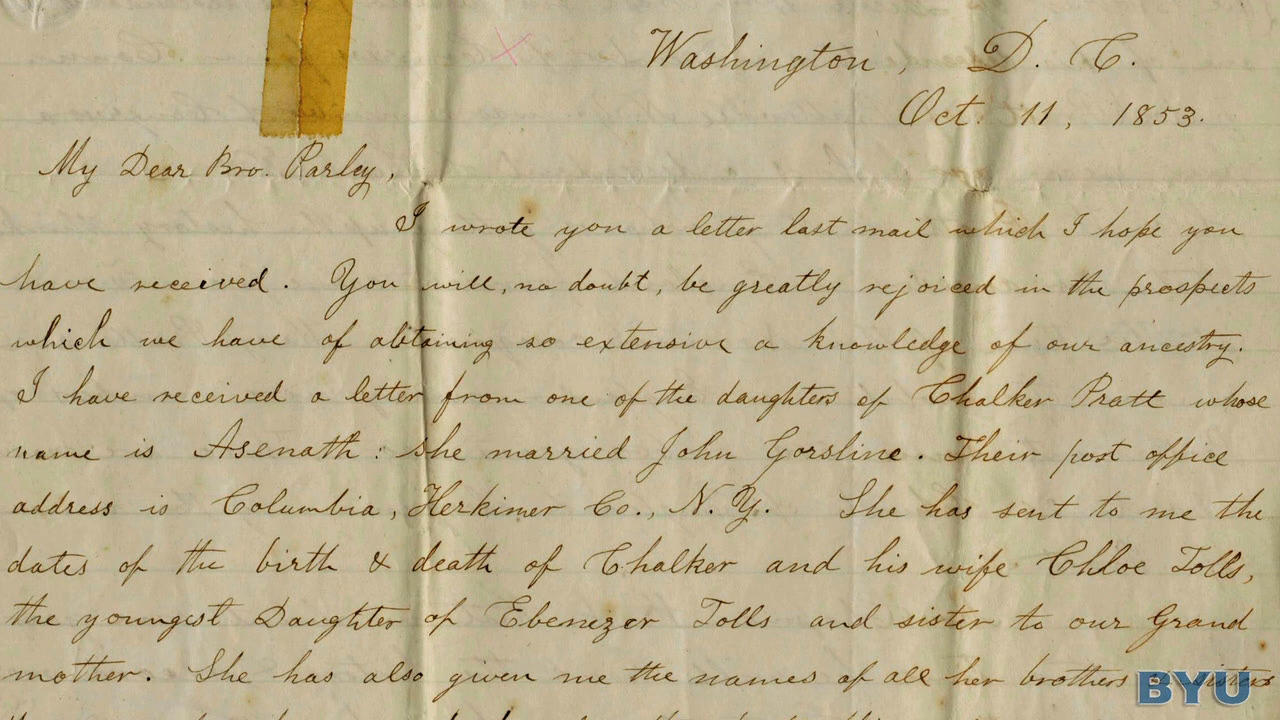 Washington, D. C.
Oct. 11, 1853.
My Dear Bro. Parley,
I wrote you a letter last mail which I hope you
have received. You will, no doubt, be greatly rejoiced in the prospects
which we have of obtaining so extensive a knowledge of our ancestry.
I have received a letter from one of the daughters of Chalker Pratt whose
name is Asenath: she married John Gorsline. Their post office
address is Columbia, Herkimer Co., N. Y. She has sent to me the
dates of the birth & death of Chalker and his wife Chloe Tolls,
the youngest Daughter of Ebenezer Tolls and sister to our Grand
mother. She has also given me the names of all her brothers sisters
BYU